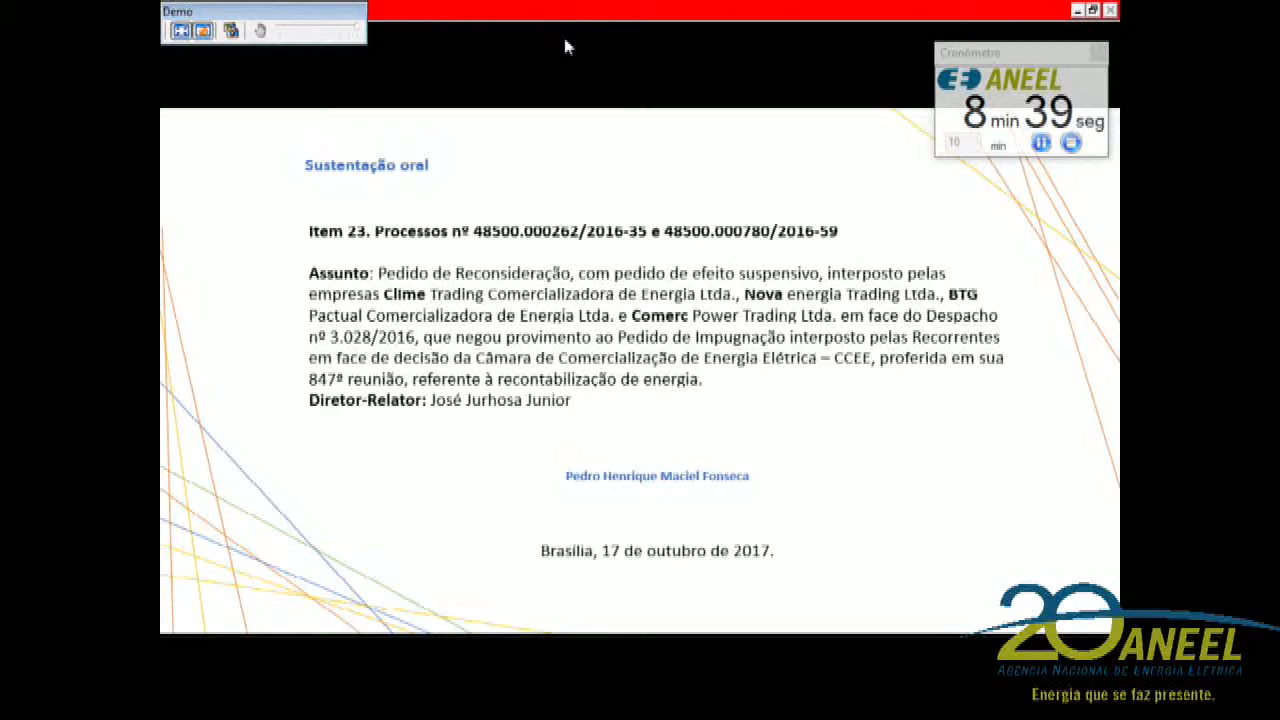 Demo
Cronômetro
ANEEL
8 min 39 seg
10 min
Sustentação oral
Item 23. Processos nº 48500.000262/2016-35 e 48500.000780/2016-59
Assunto: Pedido de Reconsideração, com pedido de efeito suspensivo, interposto pelas
empresas Clime Trading Comercializadora de Energia Ltda., Nova energia Trading Ltda., BTG
Pactual Comercializadora de Energia Ltda. e Comerc Power Trading Ltda. em face do Despacho
nº 3.028/2016, que negou provimento ao Pedido de Impugnação interposto pelas Recorrentes
em face de decisão da Câmara de Comercialização de Energia Elétrica – CCEE, proferida em sua
847ª reunião, referente à recontabilização de energia.
Diretor-Relator: José Jurhosa Junior
Pedro Henrique Maciel Fonseca
Brasília, 17 de outubro de 2017.
20 ANEEL
AGÊNCIA NACIONAL DE ENERGIA ELÉTRICA
Energia que se faz presente.